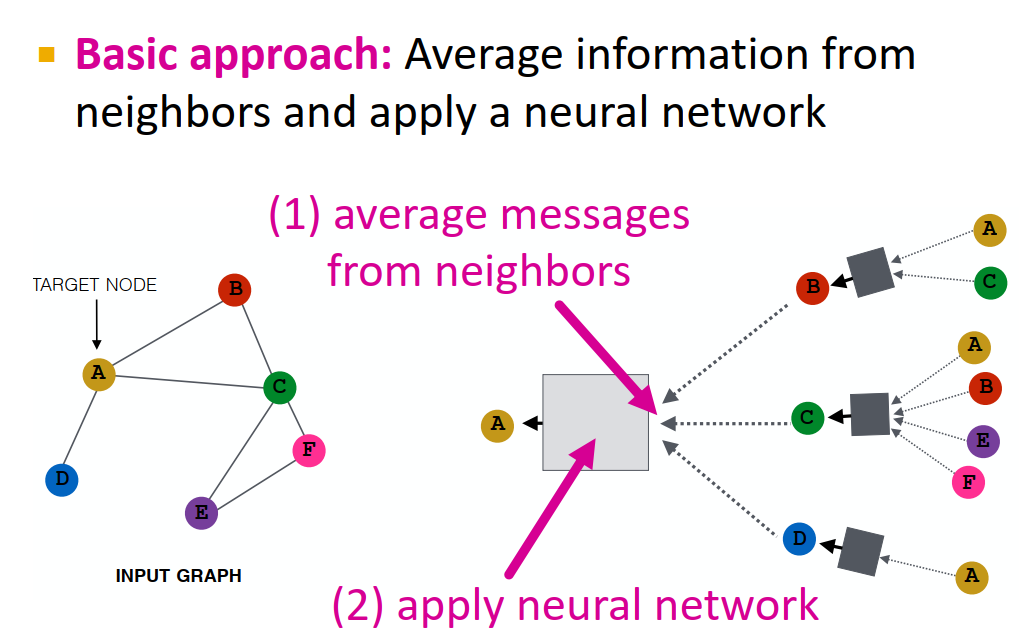 Basic approach: Average information from
neighbors and apply a neural network
(1) average messages
from neighbors
TARGET NODE
A
B
C
D
E
F
INPUT GRAPH
A
B
C
D
A
C
A
B
E
F
A
(2) apply neural network